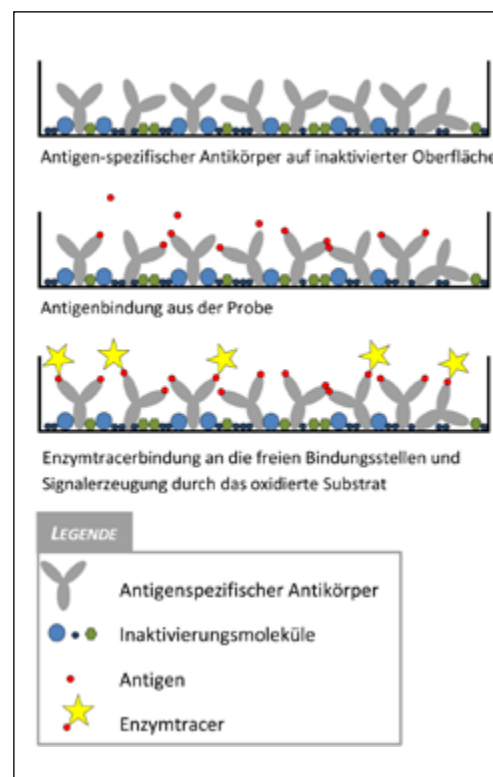 Antigen-spezifischer Antikörper auf inaktivierter Oberfläche
Antigenbindung aus der Probe
Enzymtracerbindung an die freien Bindungsstellen und
Signalerzeugung durch das oxidierte Substrat
LEGENDE
Antigenspezifischer Antikörper
Inaktivierungsmoleküle
Antigen
Enzymtracer